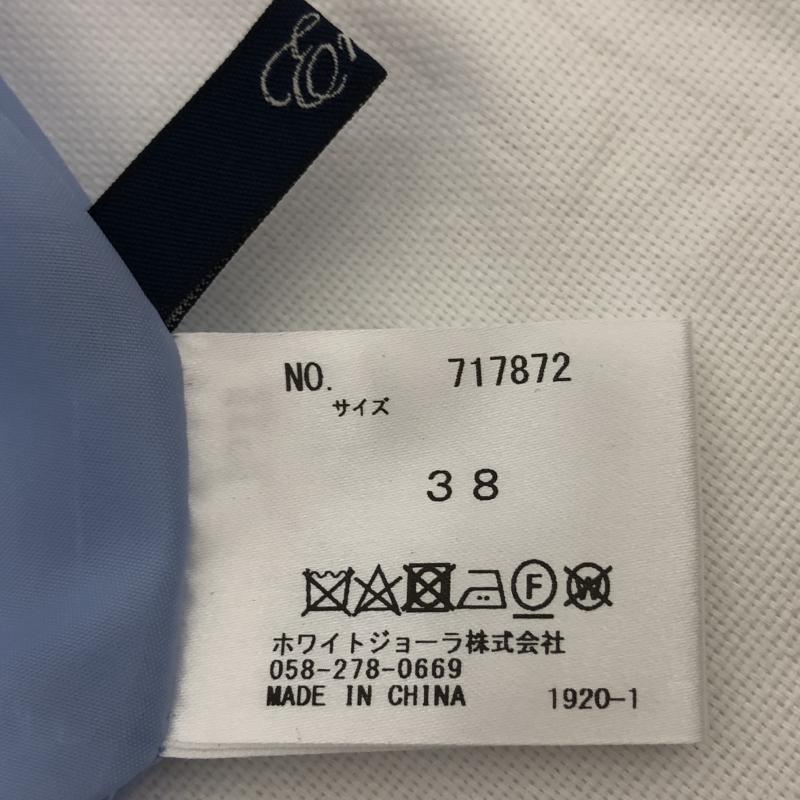 NO. 717872
サイズ
38
F W
ホワイトジョーラ株式会社
058-278-0669
MADE IN CHINA 1920-1